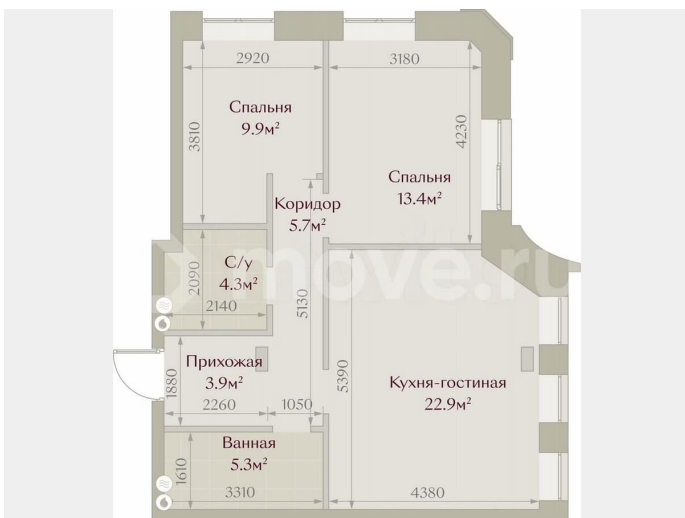 2920
3180
Спальня
9.9м²
3810
4230
Спальня
13.4м²
Коридор
5.7м²
move.ru
С/у
4.3м²
2090
2140
5130
Прихожая
3.9м²
1880
2260
1050
5390
Кухня-гостиная
22.9м²
Ванная
5.3м²
1610
3310
4380